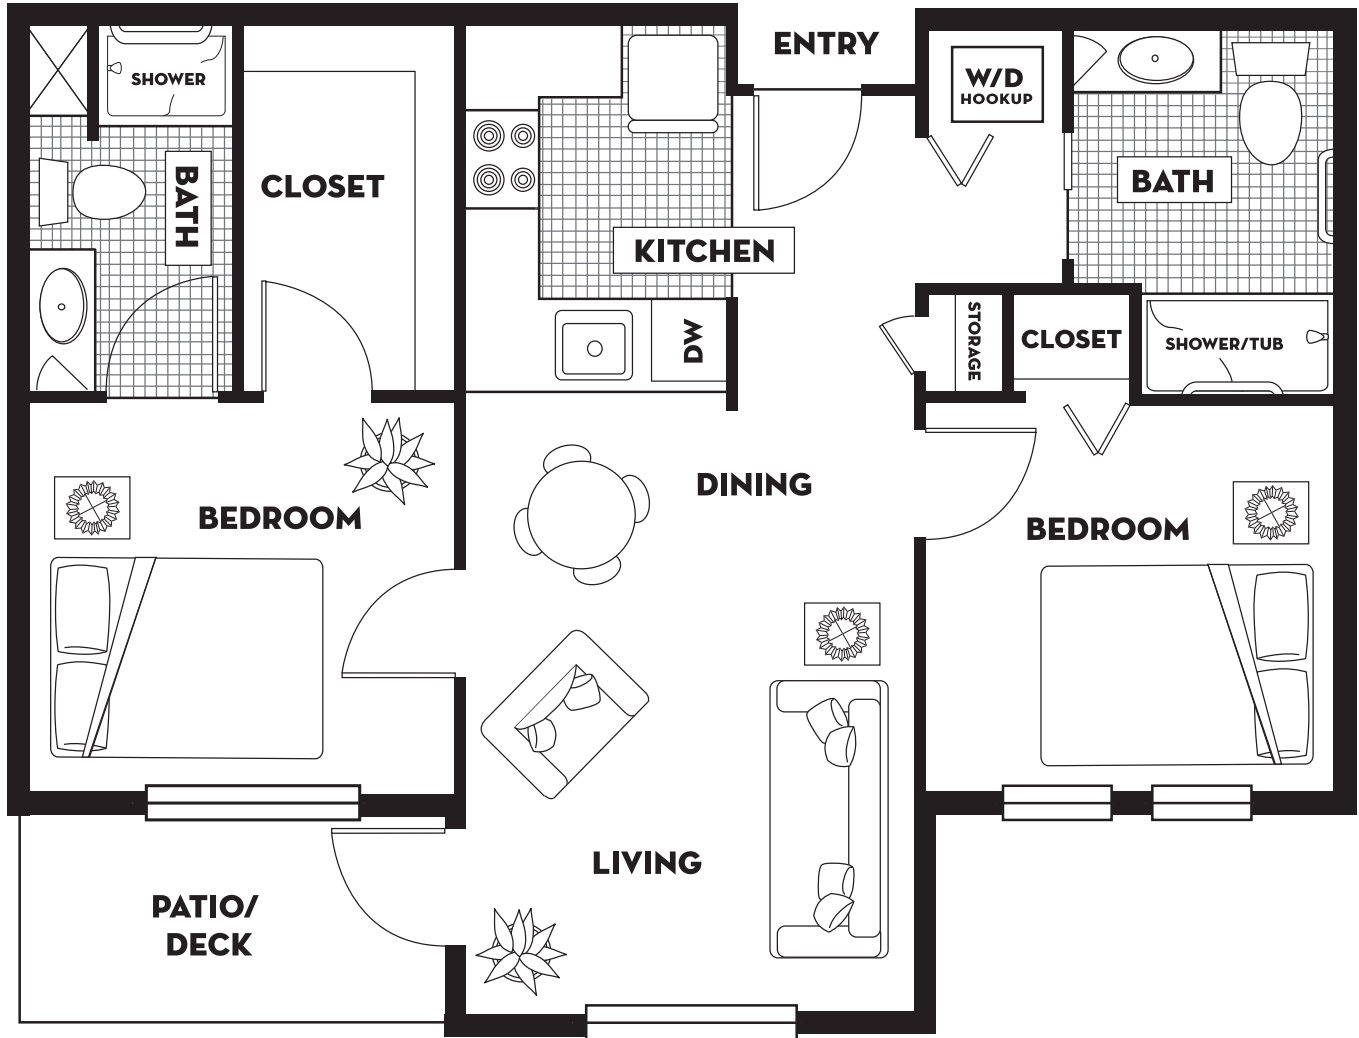 ENTRY
W/D
HOOKUP
SHOWER
BATH
CLOSET
BATH
KITCHEN
STORAGE
CLOSET
SHOWER/TUB
DW
DINING
BEDROOM
BEDROOM
LIVING
PATIO/
DECK